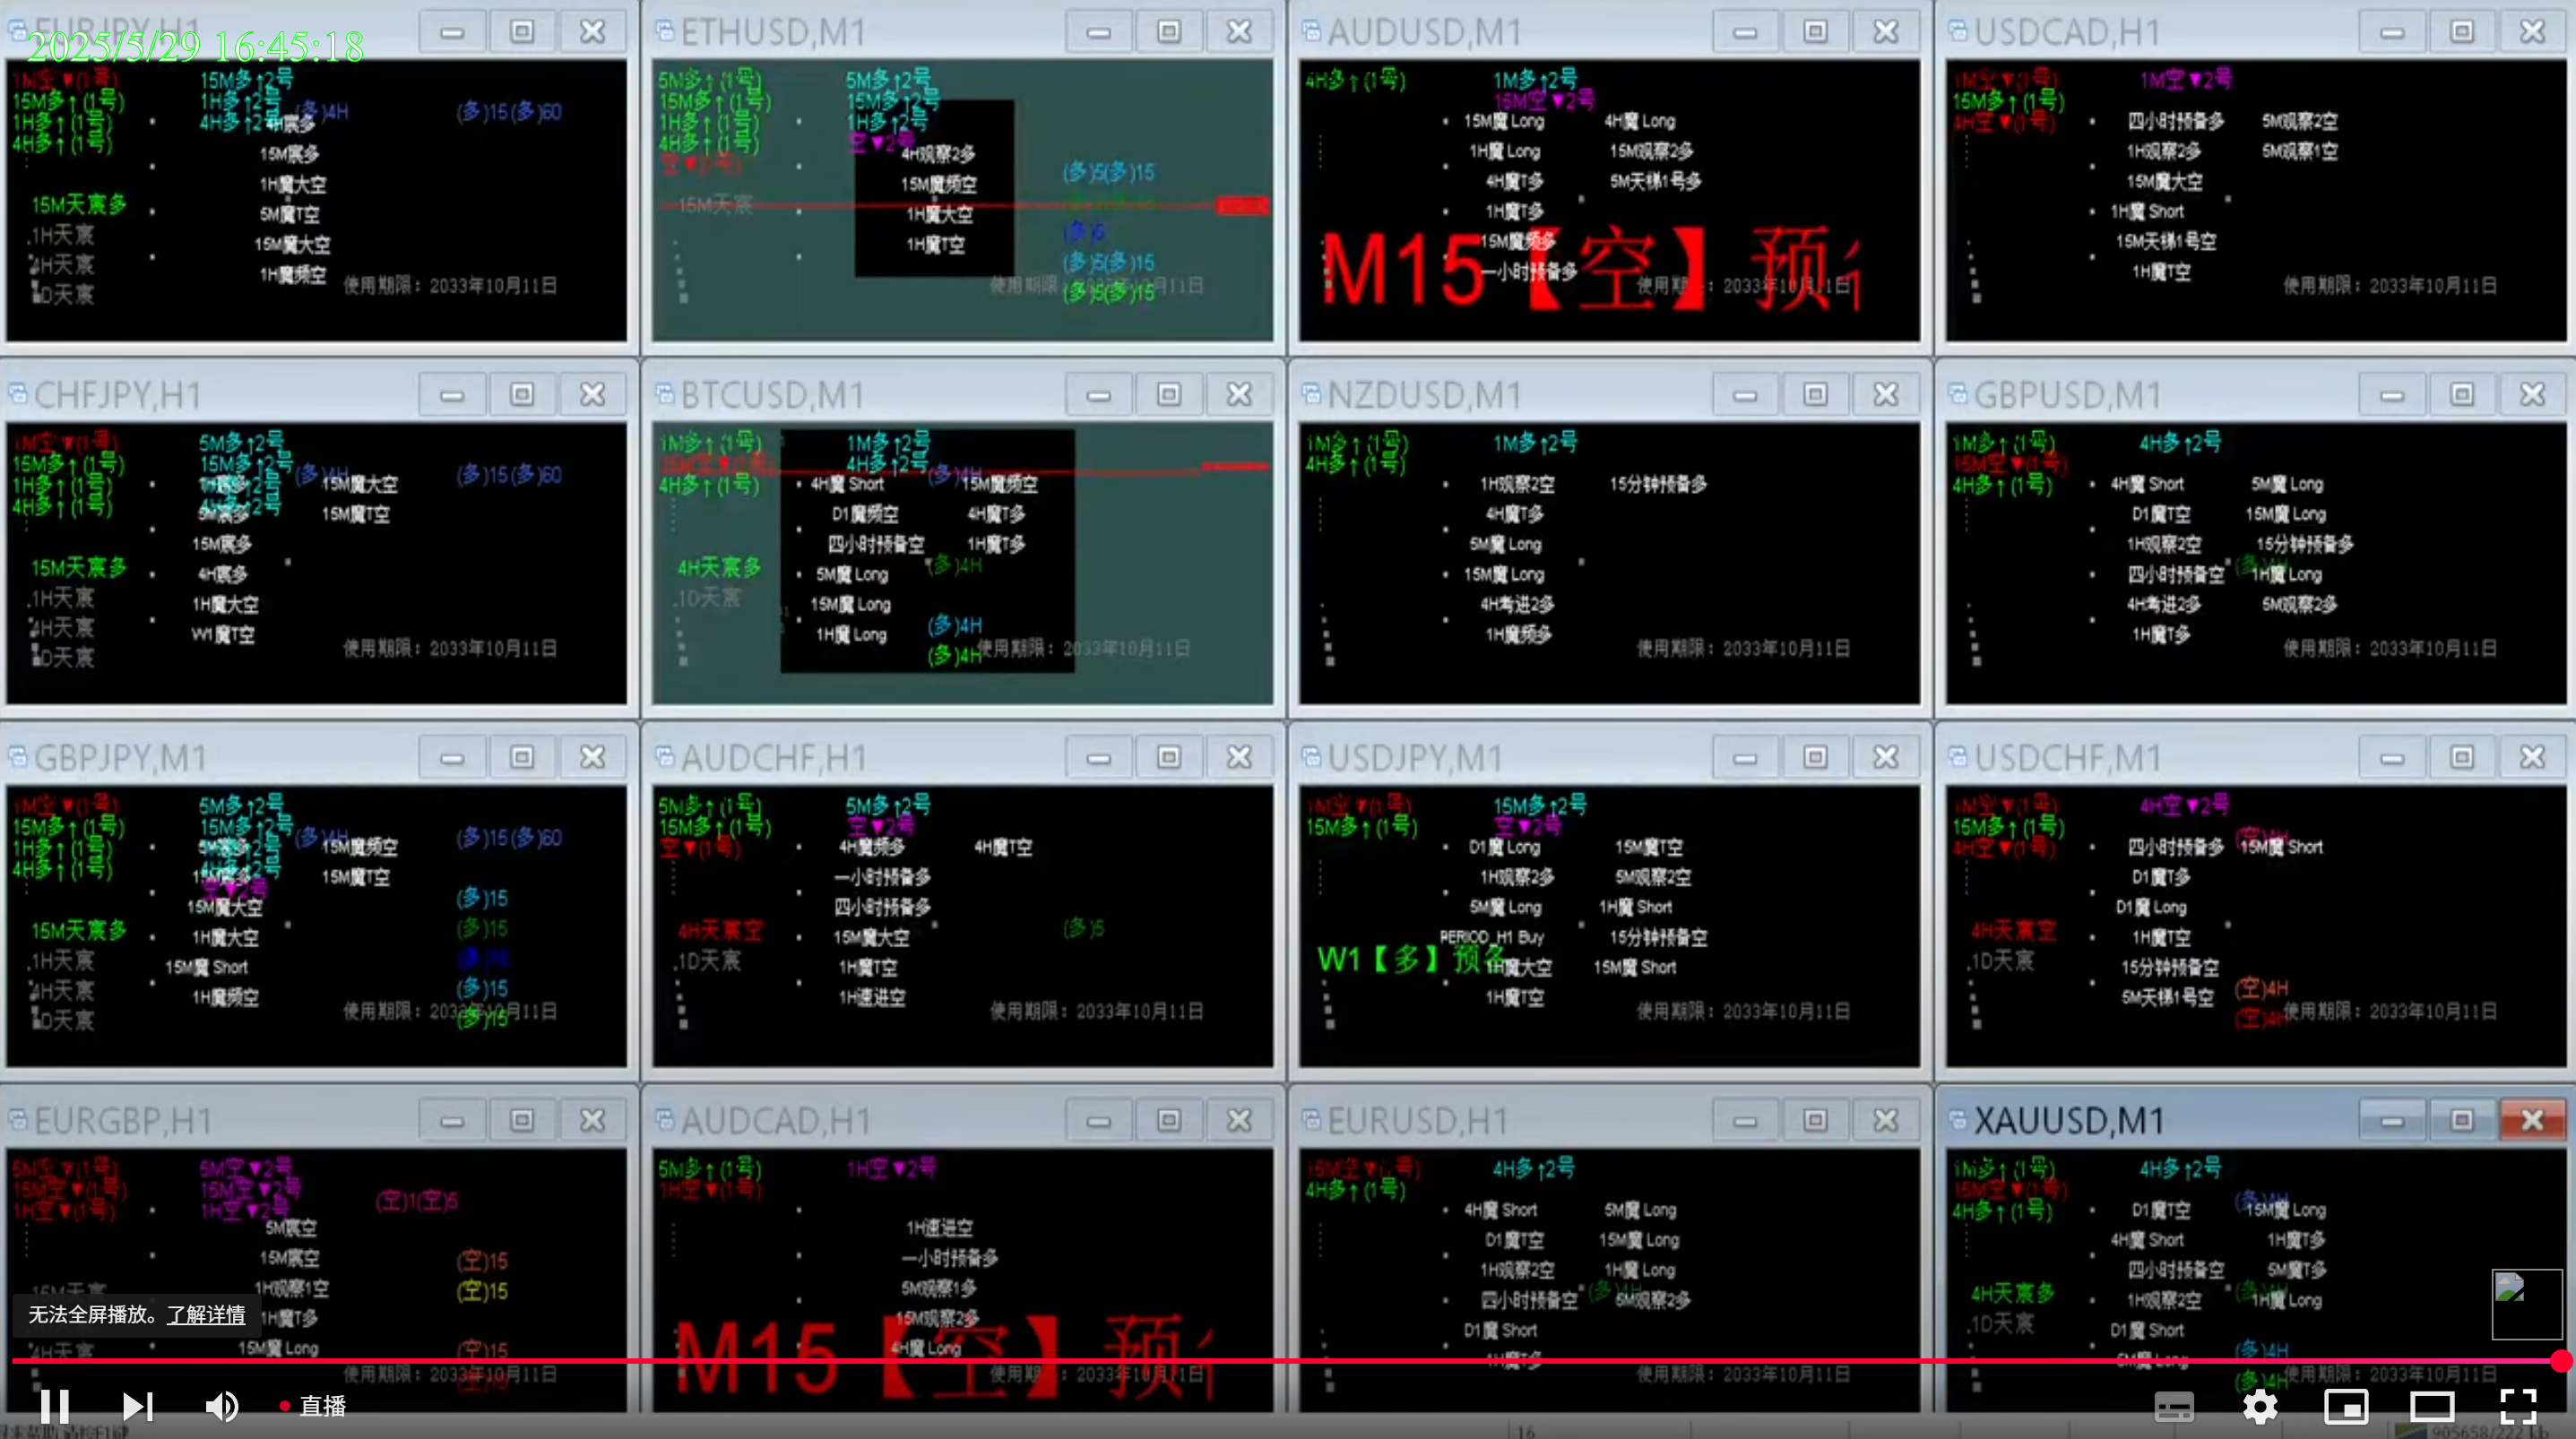 EURJPY,H1
2025/5/29 16:45:18
1M空▼(1号) 15M多↑2号
15M多↑(1号) 1H多↑2号 (多)4H (多)15(多)60
1H多↑(1号) 4H多↑2号 4H宸多
4H多↑(1号)
15M宸多
1H魔大空
15M天宸多 5M魔T空
.1H天宸 15M魔大空
4H天宸 1H魔频空
D天宸 使用期限：2033年10月11日
ETHUSD,M1
5M多↑(1号) 5M多↑2号
15M多↑(1号) 15M多↑2号
1H多↑(1号) 1H多↑2号
4H多↑(1号) 空▼2号
空▼(1号) 4H观察2多
(多)5(多)15
15M魔频空
15M天宸 1H魔大空
(多)5
1H魔T空
(多)5(多)15
使用期限：2033年10月11日
(多)5(多)15
AUDUSD,M1
4H多↑(1号) 1M多↑2号
15M空▼2号
15M魔 Long 4H魔 Long
1H魔 Long 15M观察2多
4H魔T多 5M天梯1号多
1H魔T多
15M魔频多
M15【空】预
一小时预备多
使用期限：2033年10月11日
USDCAD,H1
1M空▼(1号) 1M空▼2号
15M多↑(1号)
4H空▼(1号)
四小时预备多 5M观察2空
1H观察2多 5M观察1空
15M魔大空
1H魔 Short
15M天梯1号空
1H魔T空
使用期限：2033年10月11日
CHFJPY,H1
1M空▼(1号) 5M多↑2号
15M多↑(1号) 15M多↑2号 (多)4H (多)15(多)60
1H多↑(1号) 1H宸多 15M魔大空
4H多↑(1号) 5M宸多 15M魔T空
15M宸多
15M天宸多 4H宸多
.1H天宸 1H魔大空
4H天宸 W1魔T空
D天宸 使用期限：2033年10月11日
BTCUSD,M1
1M多↑(1号) 1M多↑2号
15M空▼(1号) 4H多↑2号 (多)4H
4H多↑(1号) 4H魔 Short 15M魔频空
D1魔频空 4H魔T多
四小时预备空 1H魔T多
4H天宸多 5M魔 Long (多)4H
.1D天宸 15M魔 Long
1H魔 Long (多)4H
(多)4H 使用期限：2033年10月11日
NZDUSD,M1
1M多↑(1号) 1M多↑2号
4H多↑(1号)
1H观察2空 15分钟预备多
4H魔T多
5M魔 Long
15M魔 Long
4H考进2多
1H魔频多
使用期限：2033年10月11日
GBPUSD,M1
1M多↑(1号) 4H多↑2号
15M空▼(1号)
4H多↑(1号) 4H魔 Short 5M魔 Long
D1魔T空 15M魔 Long
1H观察2空 15分钟预备多
四小时预备空 1H魔 Long
4H考进2多 5M观察2多
1H魔T多
使用期限：2033年10月11日
GBPJPY,M1
1M空▼(1号) 5M多↑2号
15M多↑(1号) 15M多↑2号 (多)4H (多)15(多)60
1H多↑(1号) 5M宸多 15M魔频空
4H多↑(1号) 15M宸多 15M魔T空
空▼2号 (多)15
15M魔大空
15M天宸多 1H魔大空 (多)15
.1H天宸 15M魔 Short (多)15
4H天宸 1H魔频空 (多)15
D天宸 使用期限：2033年10月11日
(多)15
AUDCHF,H1
5M多↑(1号) 5M多↑2号
15M多↑(1号) 空▼2号
空▼(1号) 4H魔频多 4H魔T空
一小时预备多
四小时预备多
4H天宸空 15M魔大空 (多)5
.1D天宸 1H魔T空
1H速进空
使用期限：2033年10月11日
USDJPY,M1
1M空▼(1号) 15M多↑2号
15M多↑(1号) 空▼2号
D1魔 Long 15M魔T空
1H观察2多 5M观察2空
5M魔 Long 1H魔 Short
PERIOD_H1 Buy 15分钟预备空
W1【多】预备
1H魔大空 15M魔 Short
1H魔T空
使用期限：2033年10月11日
USDCHF,M1
1M空▼(1号) 4H空▼2号
15M多↑(1号) (空)4H
4H空▼(1号) 四小时预备多 15M魔 Short
D1魔T多
D1魔 Long
4H天宸空 1H魔T空
.1D天宸 15分钟预备空
5M天梯1号空 (空)4H
(空)4H 使用期限：2033年10月11日
EURGBP,H1
5M空▼(1号) 5M空▼2号
15M空▼(1号) 15M空▼2号 (空)1(空)5
1H空▼(1号) 1H空▼2号
5M宸空
15M宸空 (空)15
15M天宸 1H观察1空 (空)15
1H魔T多
4H天宸 15M魔 Long (空)15
使用期限：2033年10月11日
AUDCAD,H1
5M多↑(1号) 1H空▼2号
1H空▼(1号)
1H速进空
一小时预备多
5M观察1多
15M观察2多
M15【空】预
4H魔 Long
使用期限：2033年10月11日
EURUSD,H1
15M空▼(1号) 4H多↑2号
4H多↑(1号)
4H魔 Short 5M魔 Long
D1魔T空 15M魔 Long
1H观察2空 1H魔 Long
四小时预备空 5M观察2多
D1魔 Short
1H魔T多
使用期限：2033年10月11日
XAUUSD,M1
1M多↑(1号) 4H多↑2号
15M空▼(1号) (多)4H
4H多↑(1号) D1魔T空 15M魔 Long
4H魔 Short 1H魔T多
四小时预备空 5M魔T多
4H天宸多 1H观察2空 1H魔 Long
.1D天宸 D1魔 Short
5M魔 Long (多)4H
(多)4H 使用期限：2033年10月11日
无法全屏播放。了解详情
直播
16
905658/222 kb